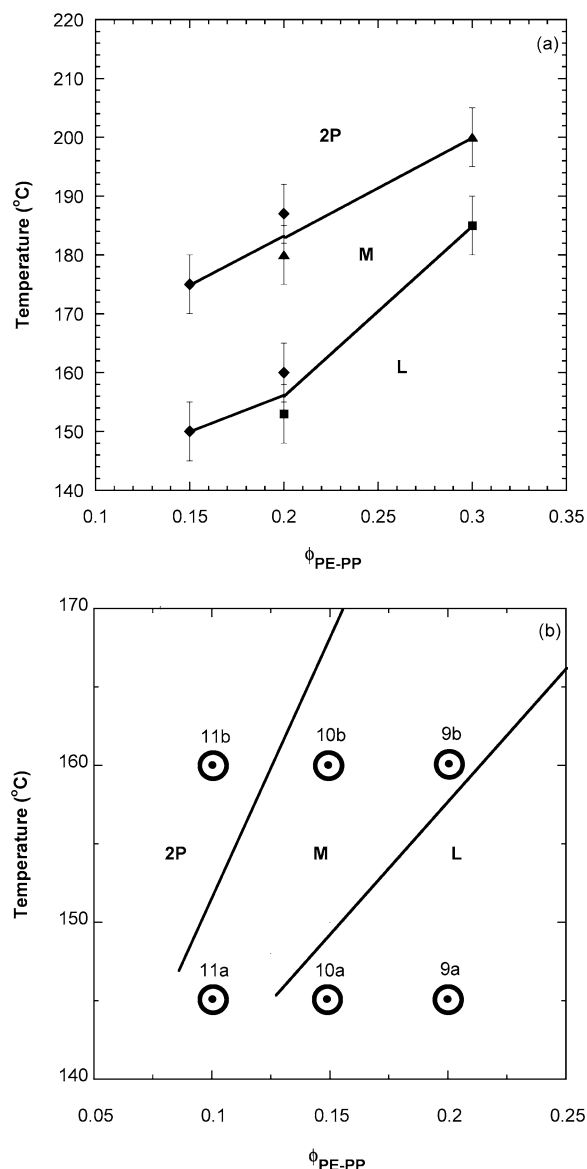 220
(a)
210
2P
200
190
M
180
170
L
160
150
140
0.1 0.15 0.2 0.25 0.3 0.35
Temperature (°C)
ϕPE-PP
170
(b)
11b 10b 9b
160
2P M L
150
11a 10a 9a
140
0.05 0.1 0.15 0.2 0.25
Temperature (°C)
ϕPE-PP